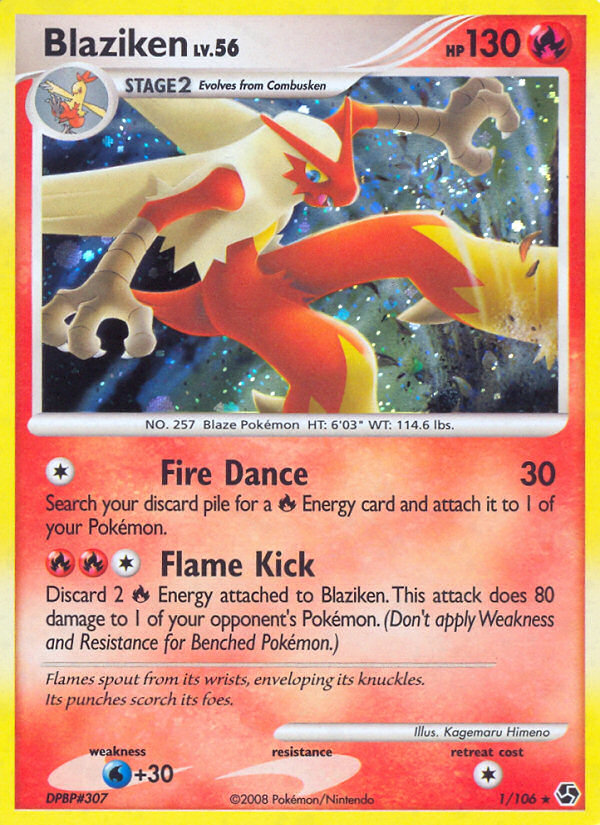 Blaziken LV.56 HP 130
STAGE2 Evolves from Combusken
NO. 257 Blaze Pokémon HT: 6'03" WT: 114.6 lbs.
Fire Dance 30
Search your discard pile for a Energy card and attach it to 1 of
your Pokémon.
Flame Kick
Discard 2 Energy attached to Blaziken. This attack does 80
damage to 1 of your opponent's Pokémon. (Don't apply Weakness
and Resistance for Benched Pokémon.)
Flames spout from its wrists, enveloping its knuckles.
Its punches scorch its foes.
Illus. Kagemaru Himeno
weakness resistance retreat cost
+30
DPBP#307 ©2008 Pokémon/Nintendo 1/106 ★